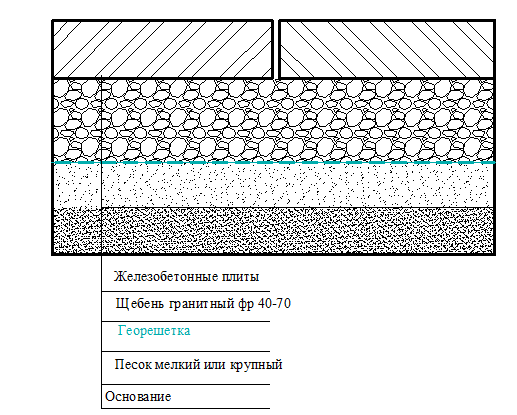 Железобетонные плиты
Щебень гранитный фр 40-70
Георешетка
Песок мелкий или крупный
Основание